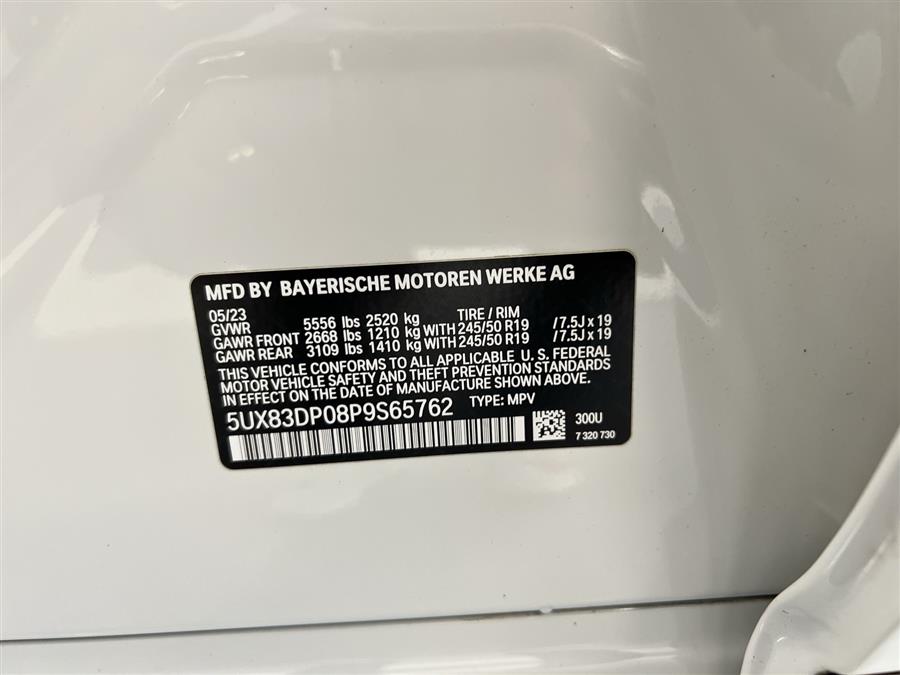 MFD BY BAYERISCHE MOTOREN WERKE AG
05/23 TIRE / RIM
GVWR 5556 lbs 2520 kg
GAWR FRONT 2668 lbs 1210 kg WITH 245/50 R19 / 7.5J x 19
GAWR REAR 3109 lbs 1410 kg WITH 245/50 R19 / 7.5J x 19
THIS VEHICLE CONFORMS TO ALL APPLICABLE U. S. FEDERAL
MOTOR VEHICLE SAFETY AND THEFT PREVENTION STANDARDS
IN EFFECT ON THE DATE OF MANUFACTURE SHOWN ABOVE.
5UX83DP08P9S65762 TYPE: MPV
300U
7 320 730